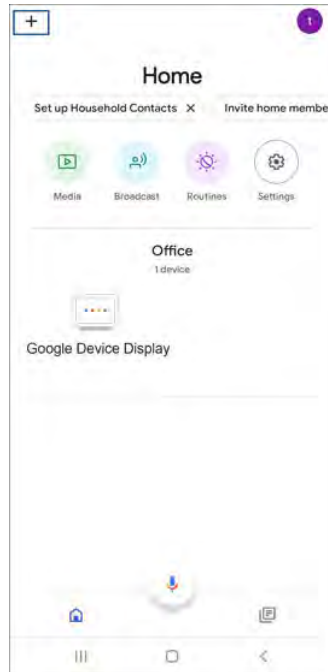 +
t
Home
Set up Household Contacts X Invite home membe
Media Broadcast Routines Settings
Office
1 device
Google Device Display